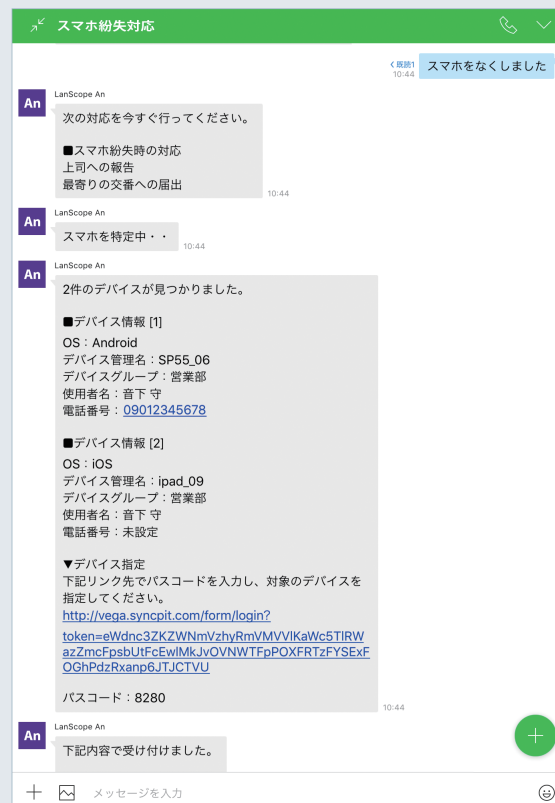 スマホ紛失対応
既読1
10:44
スマホをなくしました
An
LanScope An
次の対応を今すぐ行ってください。
■スマホ紛失時の対応
上司への報告
最寄りの交番への届出
10:44
An
LanScope An
スマホを特定中・・
10:44
An
LanScope An
2件のデバイスが見つかりました。
■デバイス情報 [1]
OS：Android
デバイス管理名：SP55_06
デバイスグループ：営業部
使用者名：音下 守
電話番号：09012345678
■デバイス情報 [2]
OS：iOS
デバイス管理名：ipad_09
デバイスグループ：営業部
使用者名：音下 守
電話番号：未設定
▼デバイス指定
下記リンク先でパスコードを入力し、対象のデバイスを
指定してください。
http://vega.syncpit.com/form/login?
token=eWdnc3ZKZWNmVzhyRmVMVVlKaWc5TlRW
azZmcFpsbUtFcEwlMkJvOVNWTFpPOXFRTzFYSExF
OGhPdzRxanp6JTJCTVU
パスコード：8280
10:44
An
LanScope An
下記内容で受け付けました。
メッセージを入力